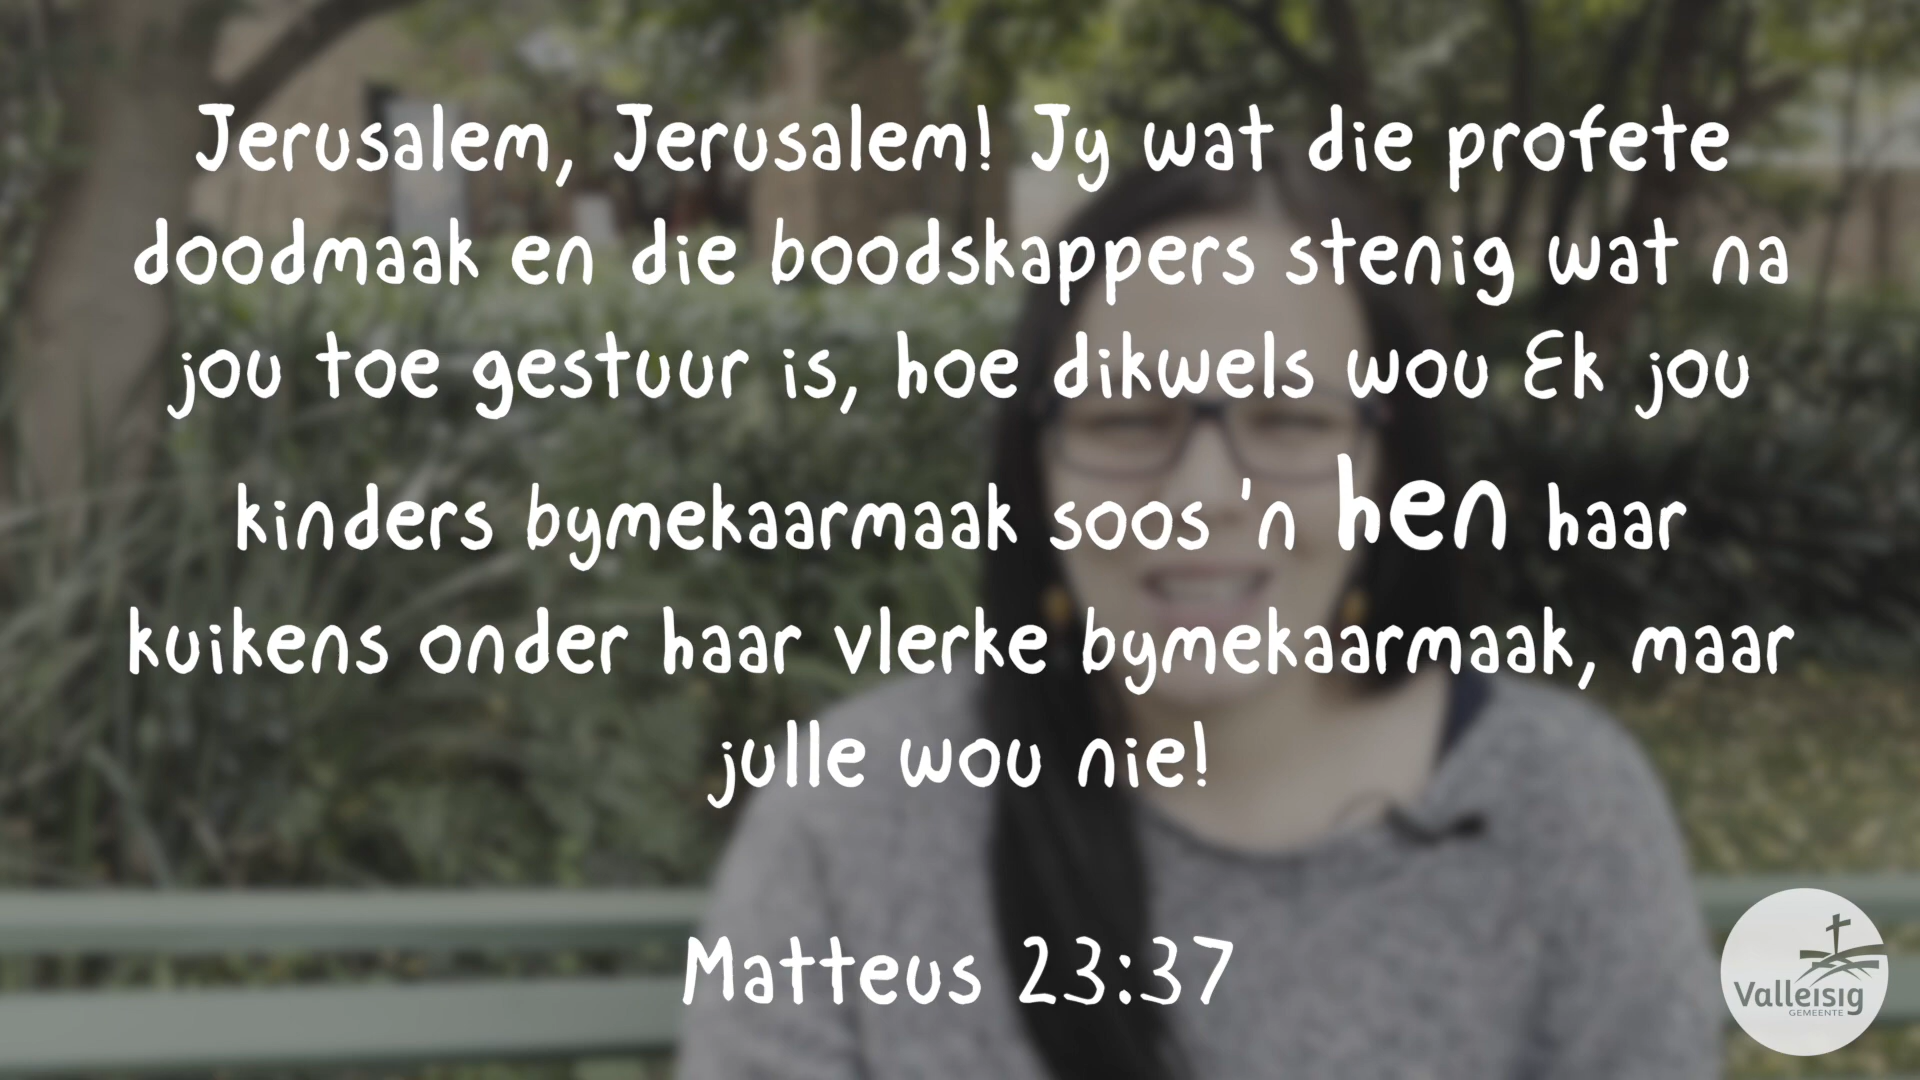 Jerusalem, Jerusalem! Jy wat die profete
doodmaak en die boodskappers stenig wat na
jou toe gestuur is, hoe dikwels wou Ek jou
kinders bymekaarmaak soos 'n hen haar
kuikens onder haar vlerke bymekaarmaak, maar
julle wou nie!
Matteus 23:37
Valleisig
GEMEENTE